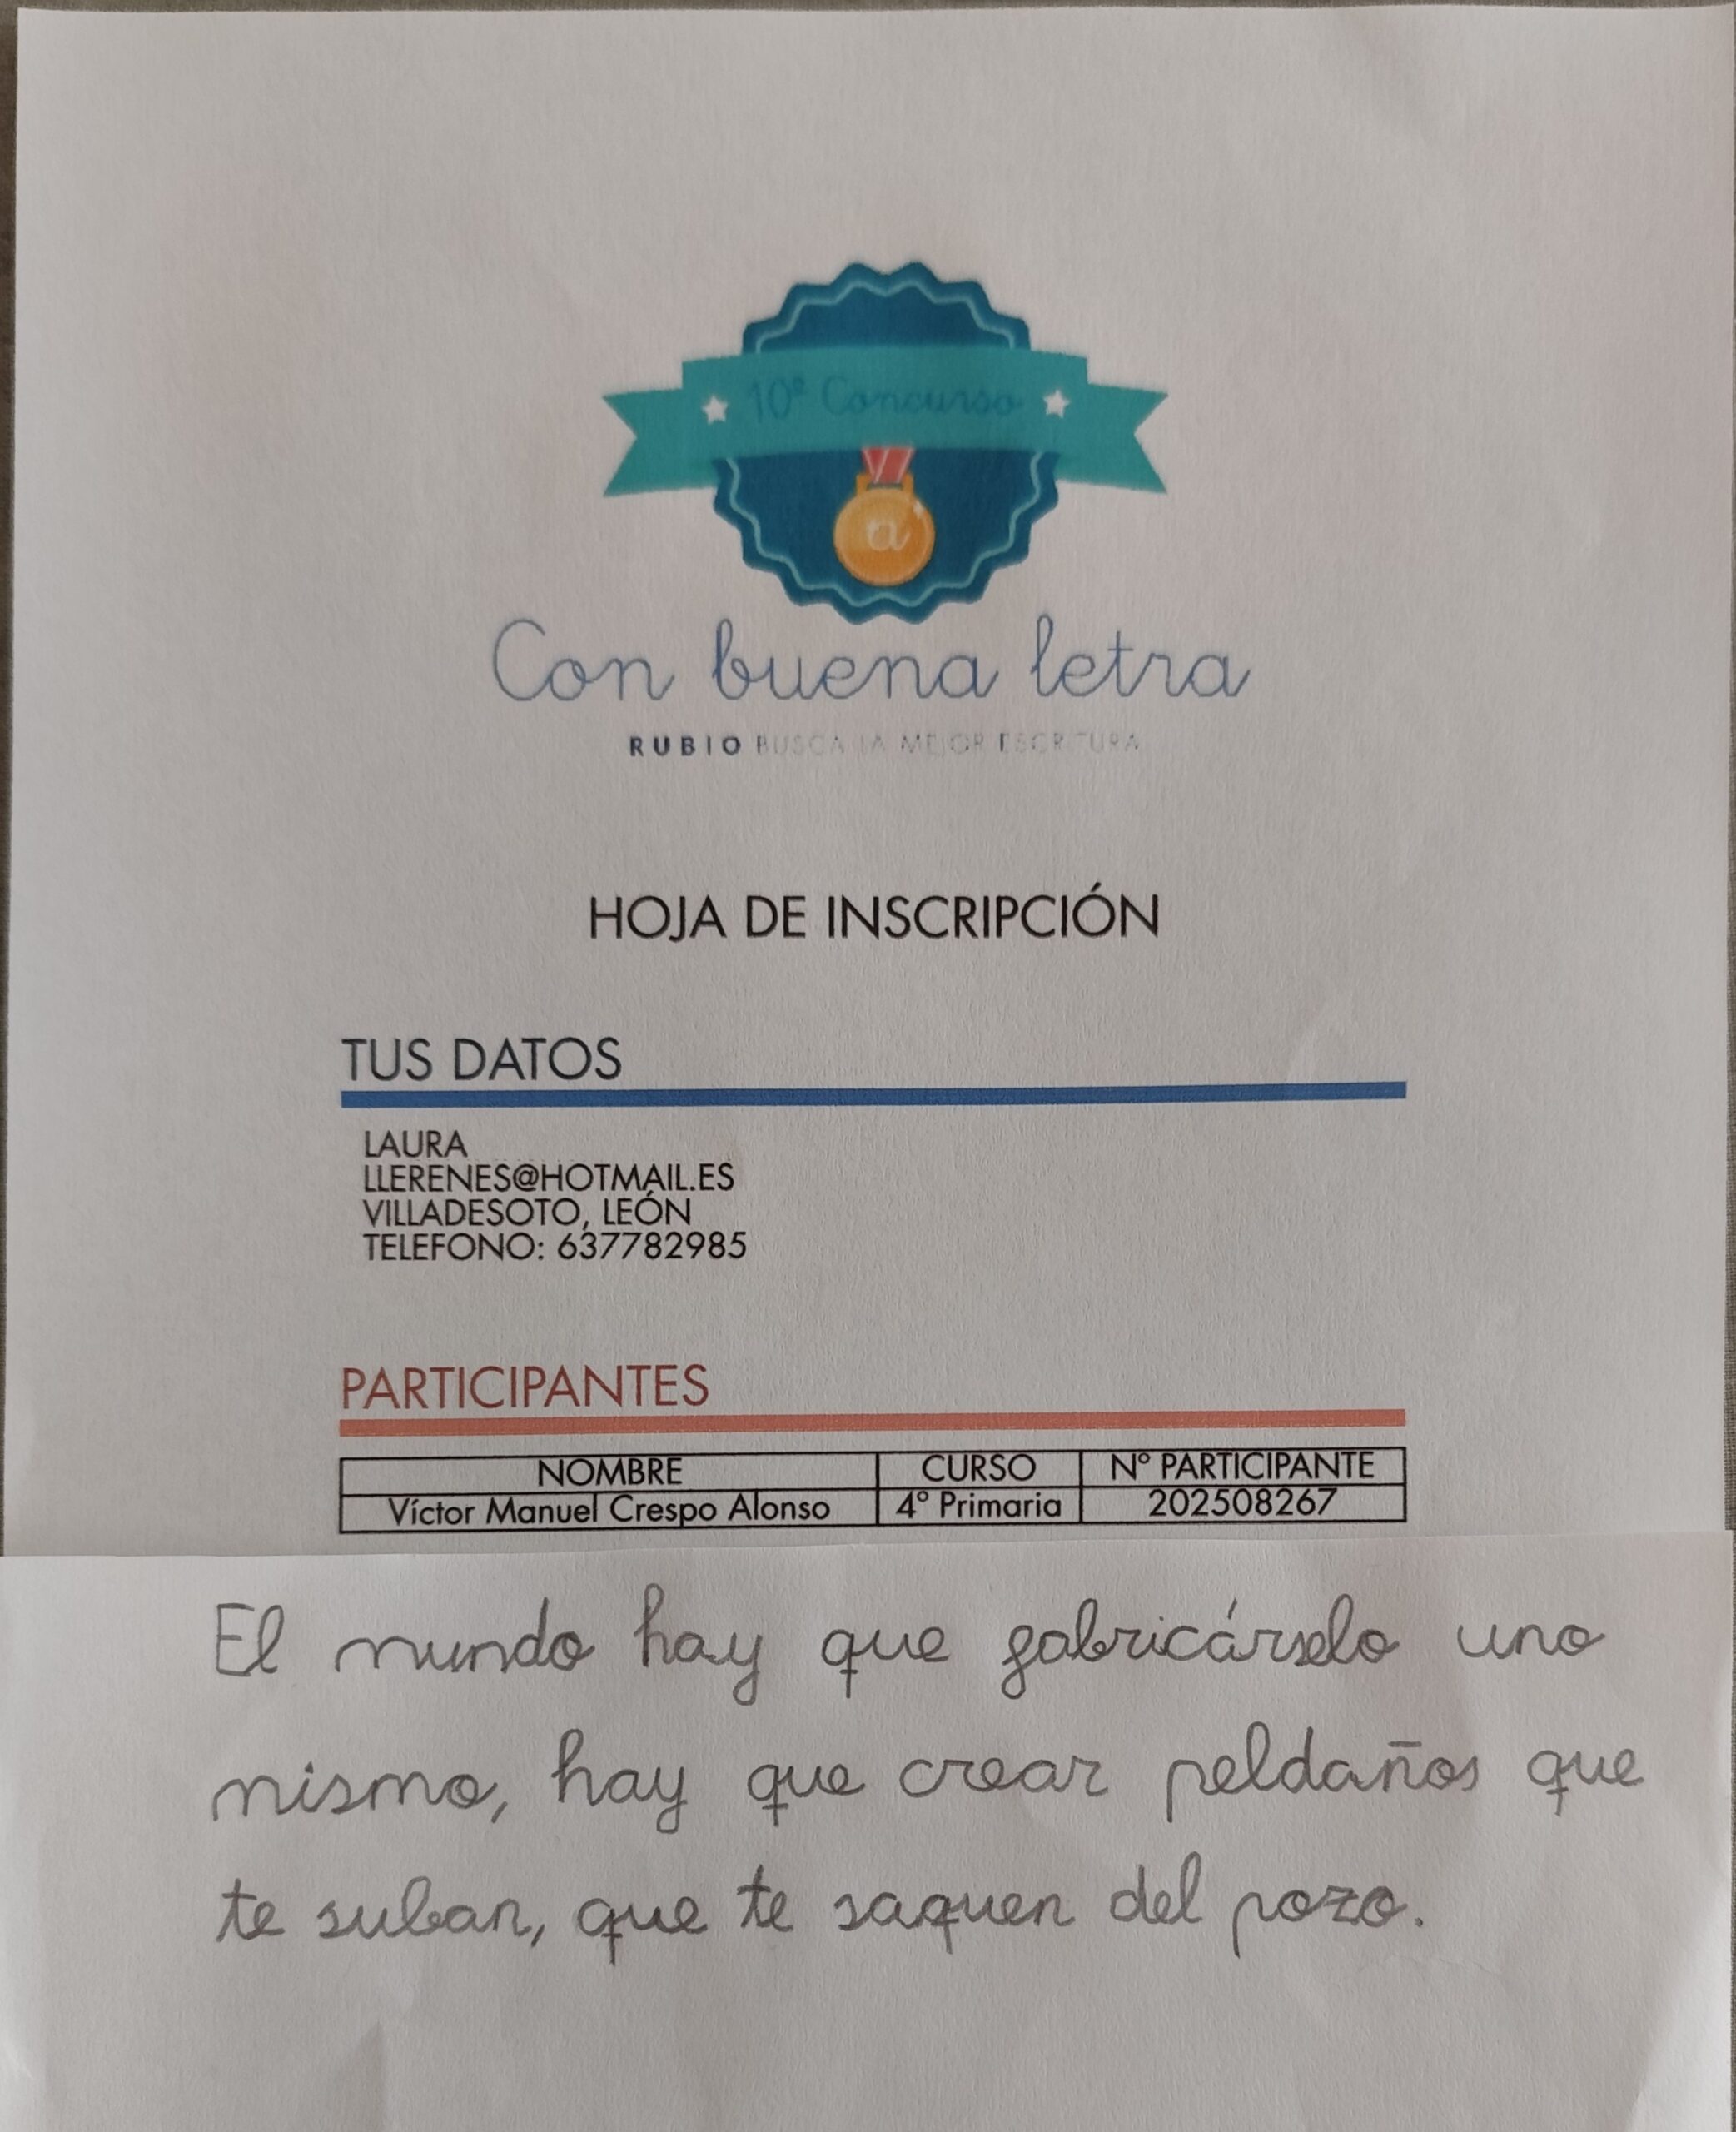 10º Concurso
a
Con buena letra
RUBIO BUSCA LA MEJOR ESCRITURA
HOJA DE INSCRIPCIÓN
TUS DATOS
LAURA
LLERENES@HOTMAIL.ES
VILLADESOTO, LEÓN
TELEFONO: 637782985
PARTICIPANTES
NOMBRE CURSO Nº PARTICIPANTE
Víctor Manuel Crespo Alonso 4º Primaria 202508267
El mundo hay que fabricárselo uno
mismo, hay que crear peldaños que
te suban, que te saquen del pozo.